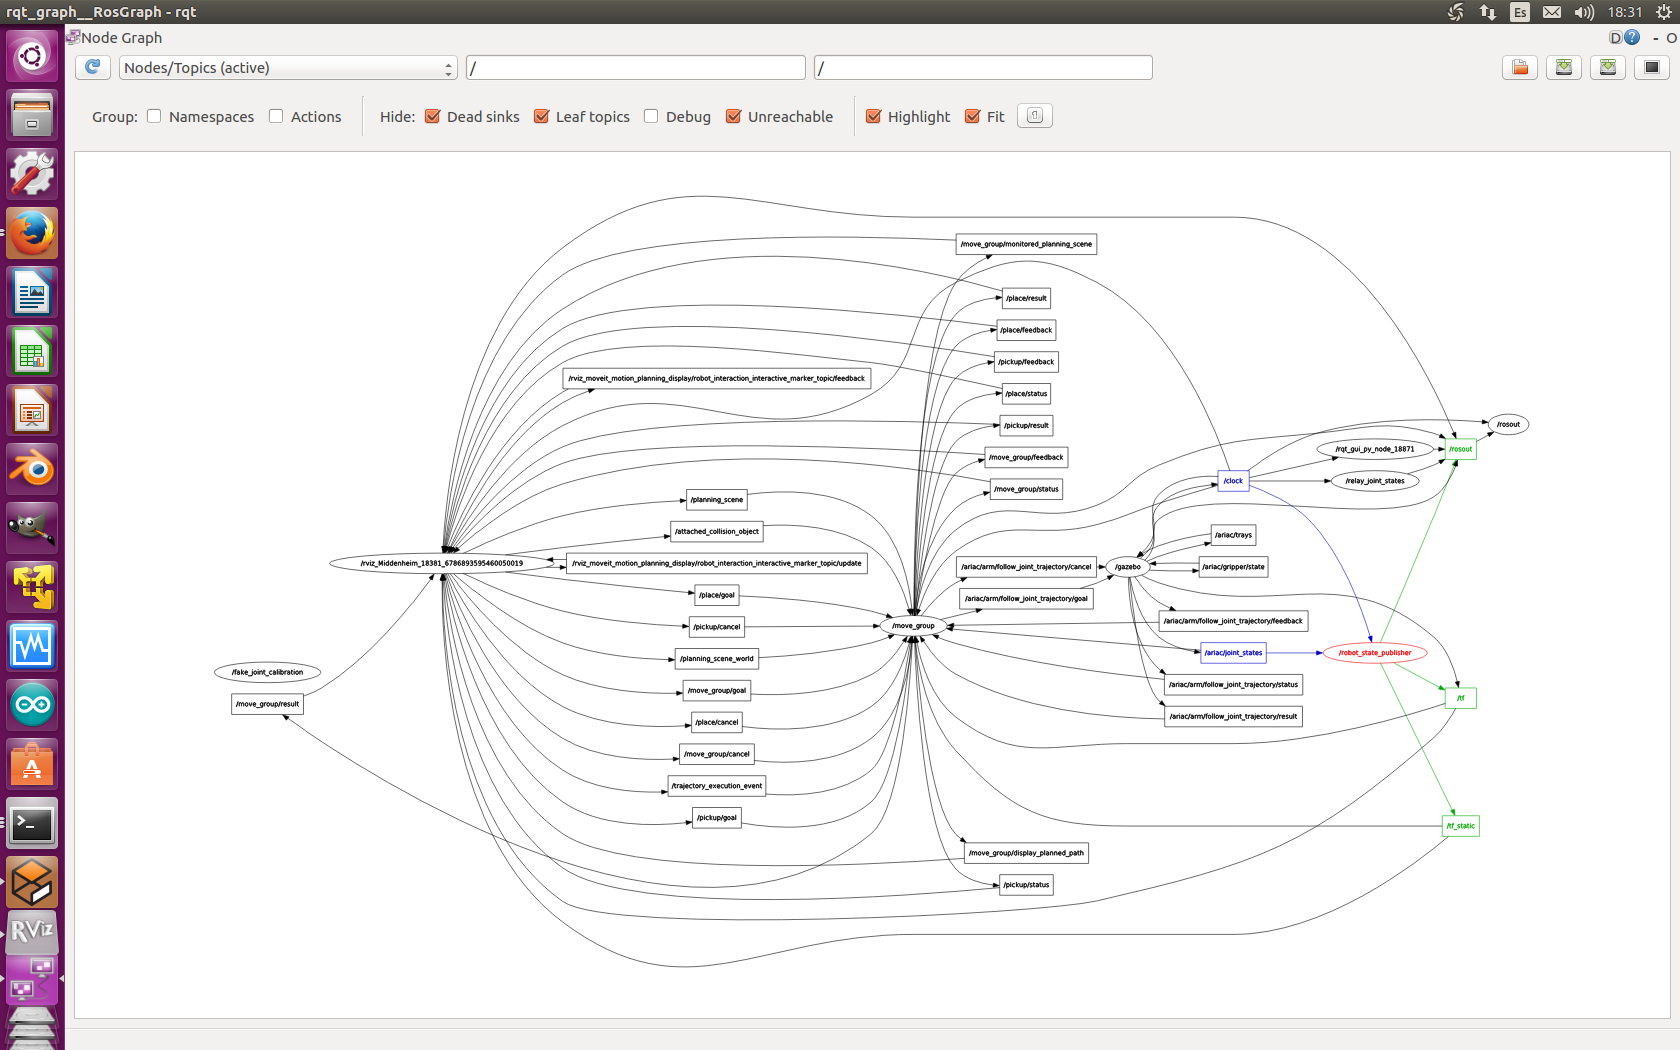 rqt_graph__RosGraph - rqt
Es
18:31
Node Graph
D
?
- O
Nodes/Topics (active)
/
/
Group:
Namespaces
Actions
Hide:
Dead sinks
Leaf topics
Debug
Unreachable
Highlight
Fit
/move_group/monitored_planning_scene
/place/result
/place/feedback
/pickup/feedback
/rviz_moveit_motion_planning_display/robot_interaction_interactive_marker_topic/feedback
/place/status
/pickup/result
/rosout
/rqt_gui_py_node_18871
/rosout
/move_group/feedback
/clock
/relay_joint_states
/move_group/status
/planning_scene
/attached_collision_object
/ariac/trays
/rviz_Middenheim_18381_6786893595460050019
/rviz_moveit_motion_planning_display/robot_interaction_interactive_marker_topic/update
/ariac/arm/follow_joint_trajectory/cancel
/gazebo
/ariac/gripper/state
/place/goal
/ariac/arm/follow_joint_trajectory/goal
/pickup/cancel
/move_group
/ariac/arm/follow_joint_trajectory/feedback
/planning_scene_world
/ariac/joint_states
/robot_state_publisher
/fake_joint_calibration
/move_group/goal
/ariac/arm/follow_joint_trajectory/status
/move_group/result
/tf
/place/cancel
/ariac/arm/follow_joint_trajectory/result
/move_group/cancel
/trajectory_execution_event
/pickup/goal
/tf_static
/move_group/display_planned_path
/pickup/status
RViz